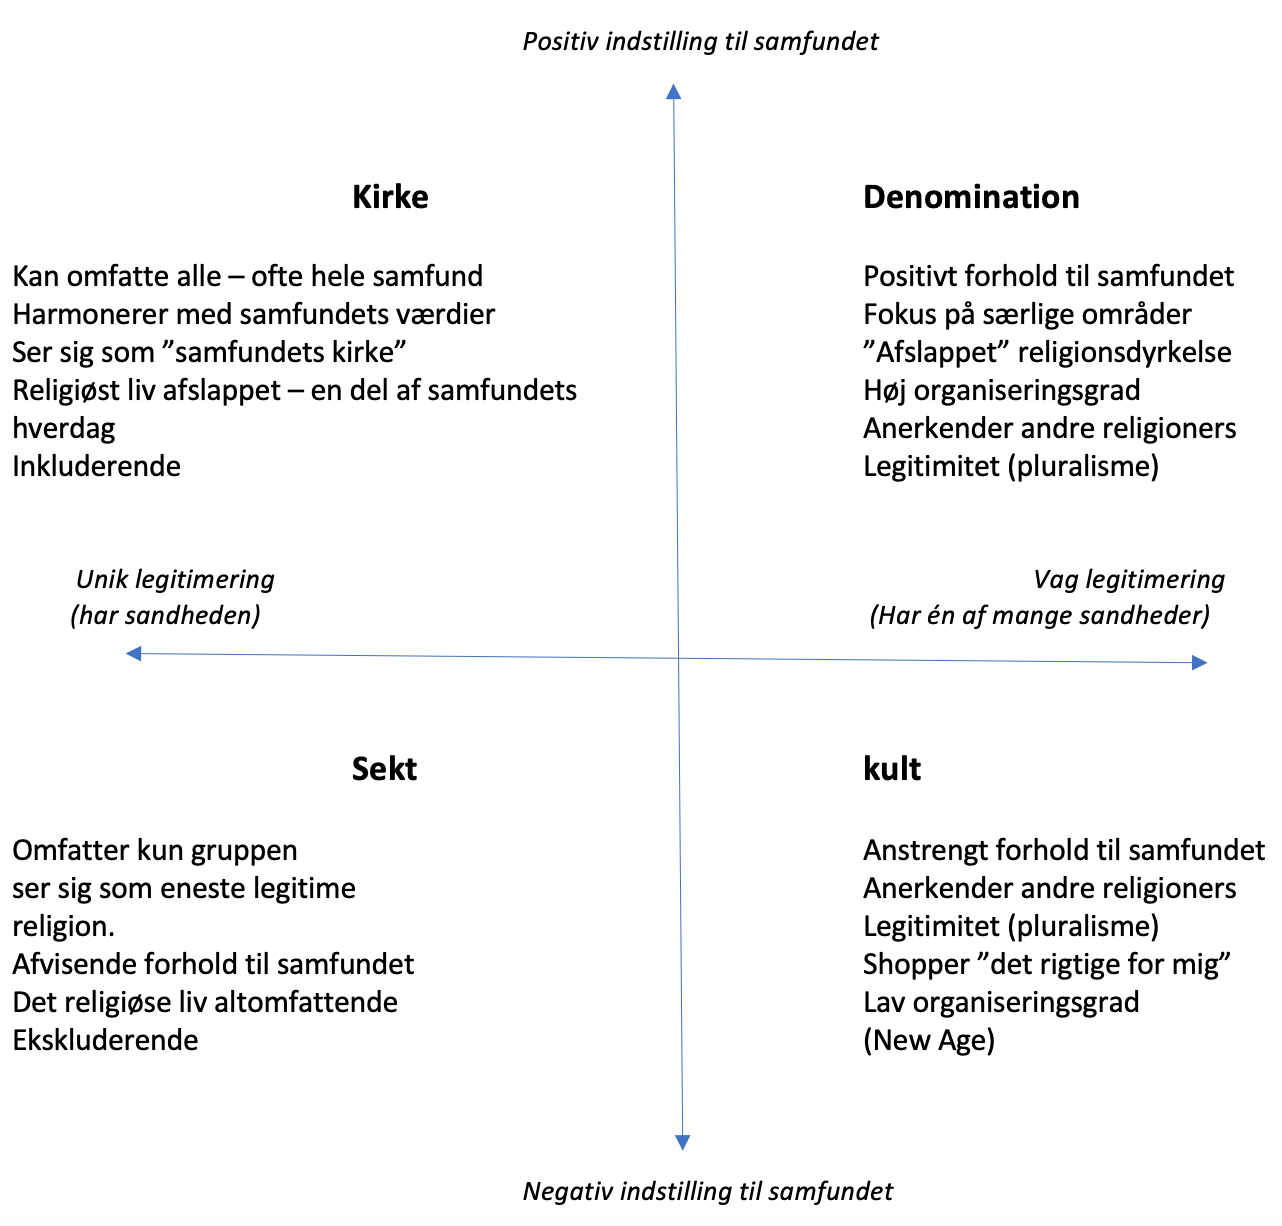 Positiv indstilling til samfundet
Kirke
Kan omfatte alle – ofte hele samfund
Harmonerer med samfundets værdier
Ser sig som ”samfundets kirke”
Religiøst liv afslappet – en del af samfundets
hverdag
Inkluderende
Denomination
Positivt forhold til samfundet
Fokus på særlige områder
”Afslappet” religionsdyrkelse
Høj organiseringsgrad
Anerkender andre religioners
Legitimitet (pluralisme)
Unik legitimering
(har sandheden)
Vag legitimering
(Har én af mange sandheder)
Sekt
Omfatter kun gruppen
ser sig som eneste legitime
religion.
Afvisende forhold til samfundet
Det religiøse liv altomfattende
Ekskluderende
kult
Anstrengt forhold til samfundet
Anerkender andre religioners
Legitimitet (pluralisme)
Shopper ”det rigtige for mig”
Lav organiseringsgrad
(New Age)
Negativ indstilling til samfundet